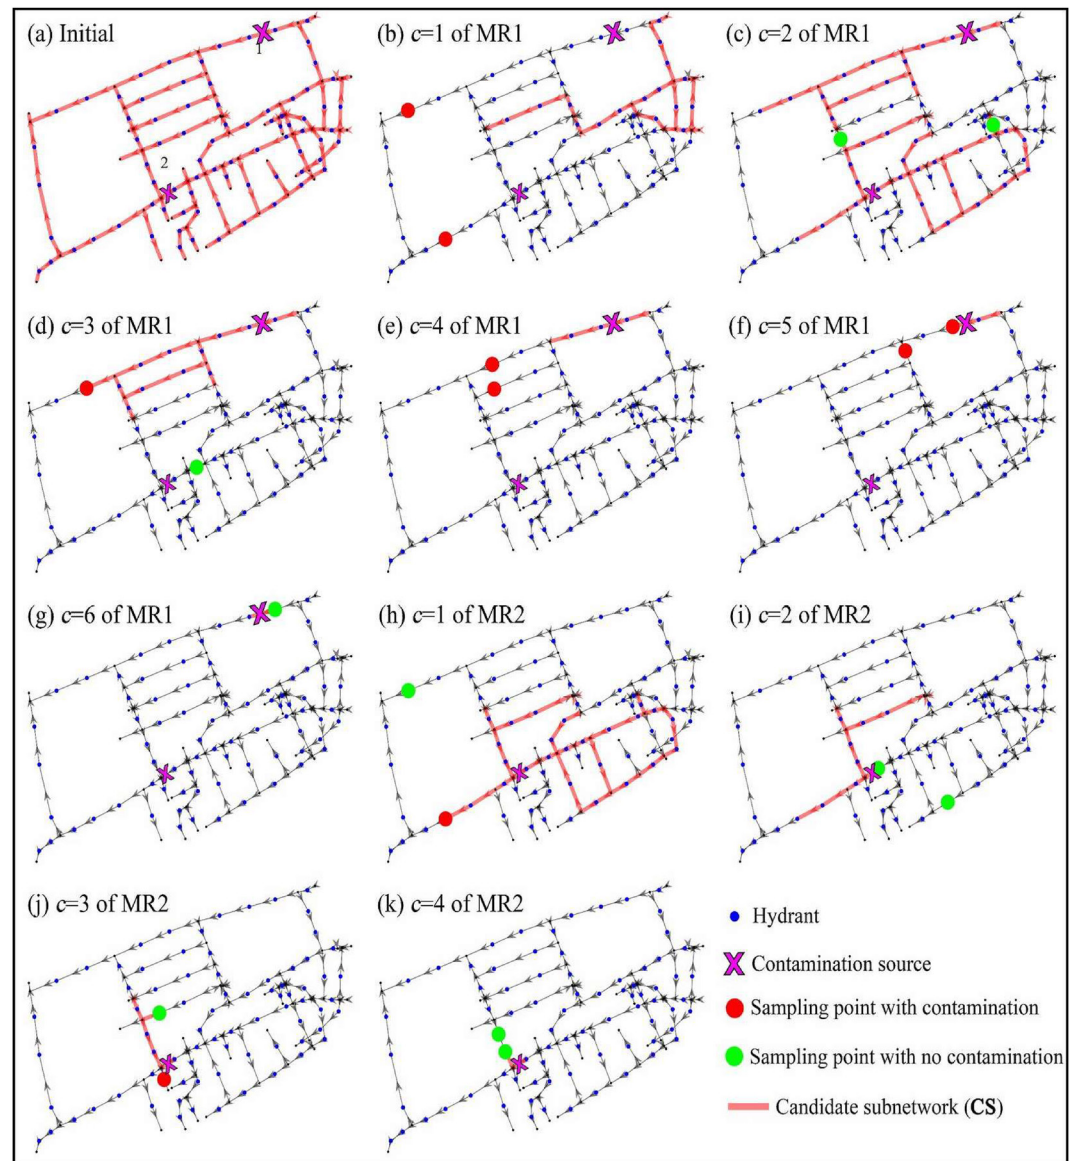 (a) Initial
(b) c=1 of MR1
(c) c=2 of MR1
1
2
(d) c=3 of MR1
(e) c=4 of MR1
(f) c=5 of MR1
(g) c=6 of MR1
(h) c=1 of MR2
(i) c=2 of MR2
(j) c=3 of MR2
(k) c=4 of MR2
Hydrant
Contamination source
Sampling point with contamination
Sampling point with no contamination
Candidate subnetwork (CS)